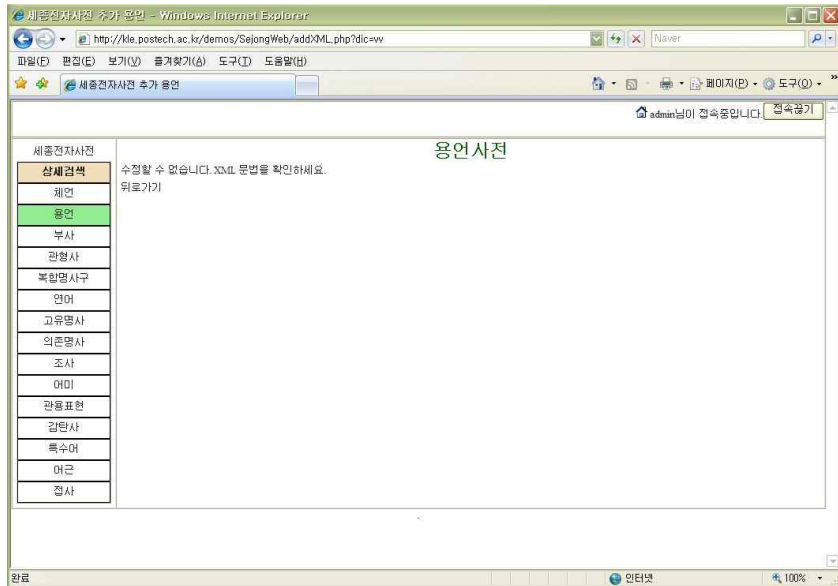 세종전자사전 추가 용언 - Windows Internet Explorer
http://kle.postech.ac.kr/demos/SejongWeb/addXML.php?dic=vv
Naver
파일(F) 편집(E) 보기(V) 즐겨찾기(A) 도구(T) 도움말(H)
세종전자사전 추가 용언
페이지(P) 도구(O)
admin님이 접속중입니다. 접속끊기
세종전자사전
용언사전
상세검색
수정할 수 없습니다. XML 문법을 확인하세요.
체언
뒤로가기
용언
부사
관형사
복합명사구
연어
고유명사
의존명사
조사
어미
관용표현
감탄사
특수어
어근
접사
완료
인터넷
100%